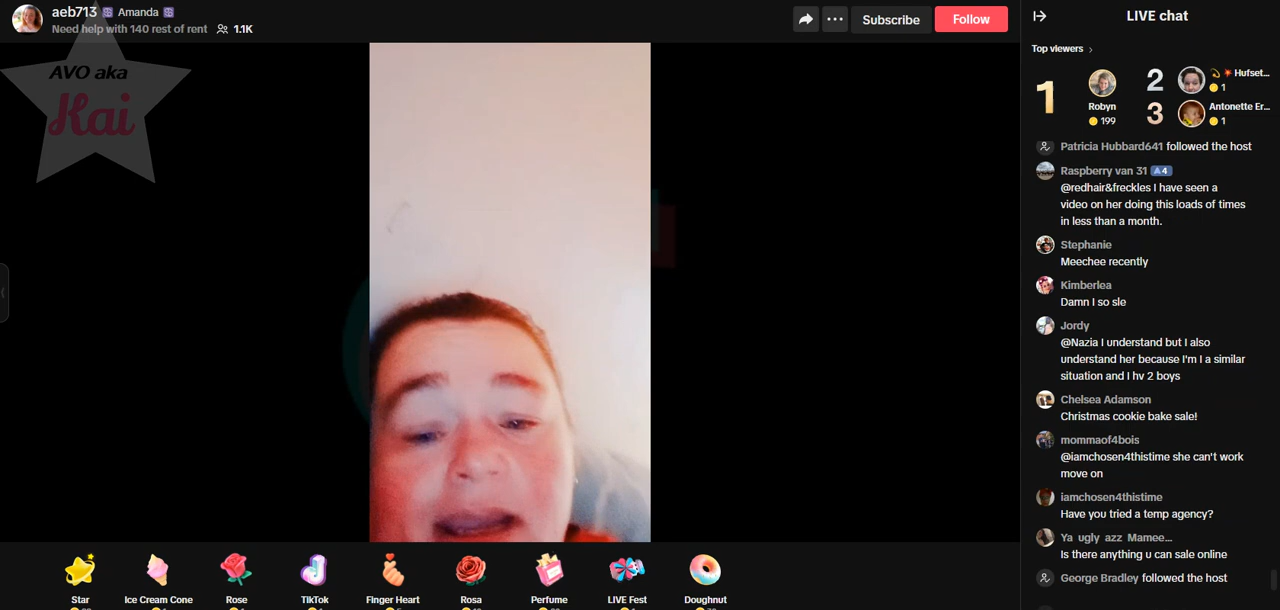 aeb713 Amanda
Need help with 140 rest of rent 1.1K
Subscribe
Follow
AVO aka
Kai
LIVE chat
Top viewers
1
Robyn
199
2
Hufset...
1
3
Antonette Er...
1
Patricia Hubbard641 followed the host
Raspberry van 31 4
@redhair&freckles I have seen a
video on her doing this loads of times
in less than a month.
Stephanie
Meechee recently
Kimberlea
Damn I so sle
Jordy
@Nazia I understand but I also
understand her because I'm I a similar
situation and I hv 2 boys
Chelsea Adamson
Christmas cookie bake sale!
mommaof4bois
@iamchosen4thistime she can't work
move on
iamchosen4thistime
Have you tried a temp agency?
Ya ugly azz Mamee...
Is there anything u can sale online
George Bradley followed the host
Star
Ice Cream Cone
Rose
TikTok
Finger Heart
Rosa
Perfume
LIVE Fest
Doughnut